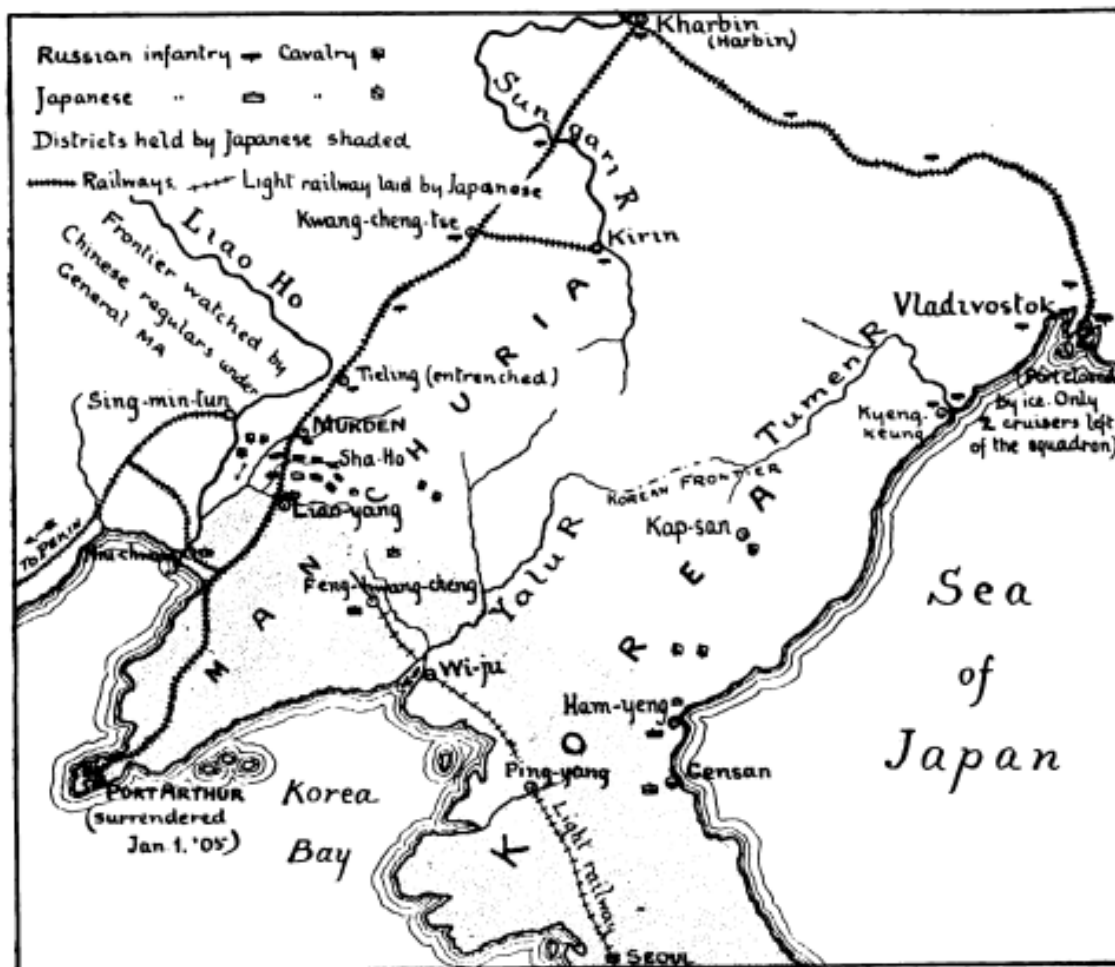 Russian infantry Cavalry
Japanese " "
Districts held by Japanese shaded
Railways. Light railway laid by Japanese
Kharbin
(Harbin)
Sungari R
Kwang-cheng-tse
Kirin
Liao Ho
Frontier watched by
Chinese regulars under
General MA
Vladivostok
(Port closed
by ice. Only
2 cruisers left
of the squadron)
Tieling (entrenched)
Sing-min-tun
MUKDEN
Sha-Ho
Liao-yang
MANCHURIA
Tumen R
Kyeng-
keung
KOREAN FRONTIER
Kap-san
To PEKIN
Feng-hwang-cheng
Yalu R
Wi-ju
Ham-yeng
Gensan
Ping-yang
Light railway
KOREA
SEOUL
PORT ARTHUR
(surrendered
Jan 1. '05)
Korea
Bay
Sea
of
Japan